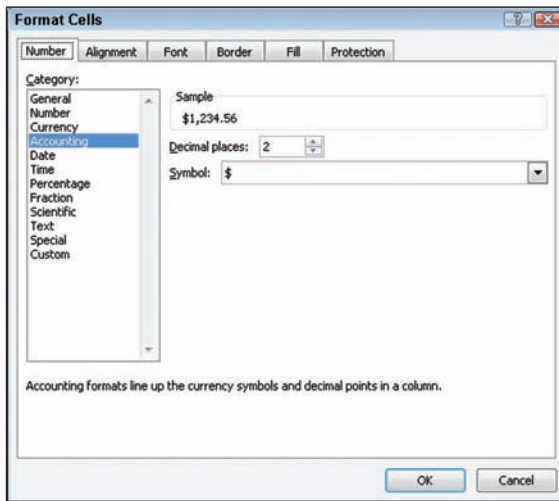 Format Cells
Number Alignment Font Border Fill Protection
Category:
General
Number
Currency
Accounting
Date
Time
Percentage
Fraction
Scientific
Text
Special
Custom
Sample
$1,234.56
Decimal places: 2
Symbol: $
Accounting formats line up the currency symbols and decimal points in a column.
OK Cancel